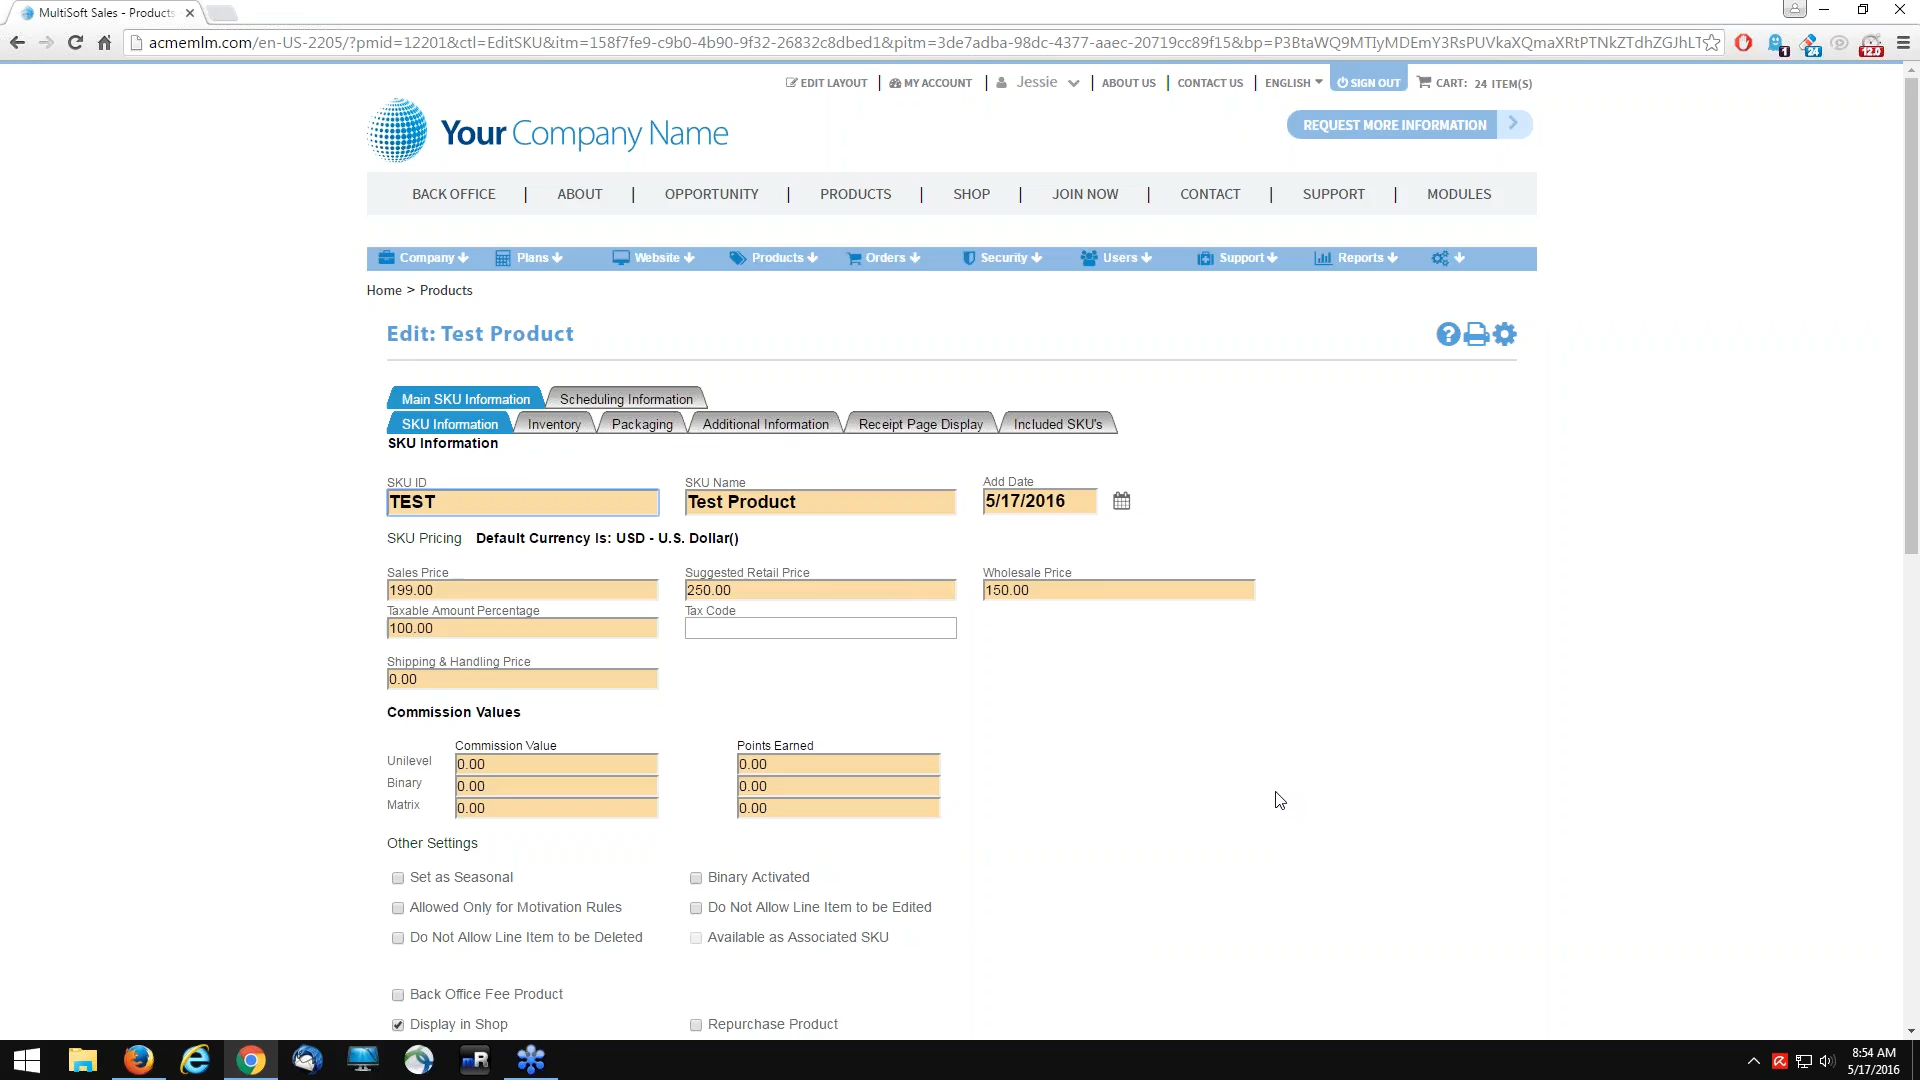 MultiSoft Sales - Products
acmemlm.com/en-US-2205/?pmid=12201&ctl=EditSKU&itm=158f7fe9-c9b0-4b90-9f32-26832c8dbed1&pitm=3de7adba-98dc-4377-aaec-20719cc89f15&bp=P3BtaWQ9MTIyMDEmY3RsPUVkaXQmaXRtPTNkZTdhZGJhLT
1 24 12.0
EDIT LAYOUT | MY ACCOUNT | Jessie | ABOUT US | CONTACT US | ENGLISH SIGN OUT CART: 24 ITEM(S)
Your Company Name
REQUEST MORE INFORMATION
BACK OFFICE | ABOUT | OPPORTUNITY | PRODUCTS | SHOP | JOIN NOW | CONTACT | SUPPORT | MODULES
Company Plans Website Products Orders Security Users Support Reports
Home > Products
Edit: Test Product
Main SKU Information Scheduling Information
SKU Information Inventory Packaging Additional Information Receipt Page Display Included SKU's
SKU Information
SKU ID SKU Name Add Date
TEST Test Product 5/17/2016
SKU Pricing Default Currency Is: USD - U.S. Dollar()
Sales Price Suggested Retail Price Wholesale Price
199.00 250.00 150.00
Taxable Amount Percentage Tax Code
100.00
Shipping & Handling Price
0.00
Commission Values
Commission Value Points Earned
Unilevel 0.00 0.00
Binary 0.00 0.00
Matrix 0.00 0.00
Other Settings
Set as Seasonal Binary Activated
Allowed Only for Motivation Rules Do Not Allow Line Item to be Edited
Do Not Allow Line Item to be Deleted Available as Associated SKU
Back Office Fee Product
Display in Shop Repurchase Product
mR
8:54 AM
5/17/2016